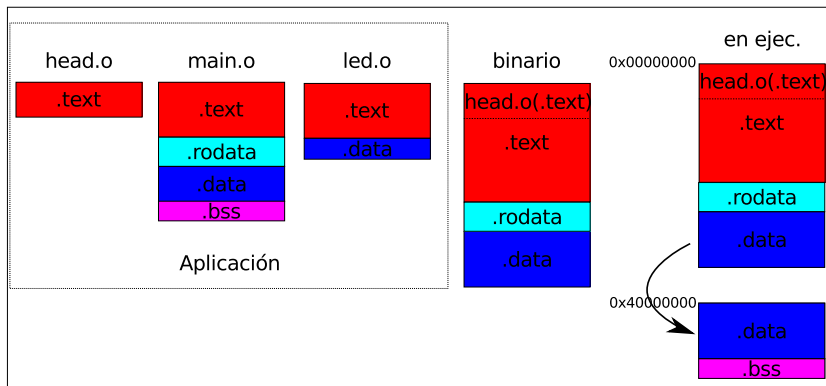 head.o
.text
main.o
.text
.rodata
.data
.bss
led.o
.text
.data
Aplicación
binario
head.o(.text)
.text
.rodata
.data
en ejec.
0x00000000
head.o(.text)
.text
.rodata
.data
0x40000000
.data
.bss